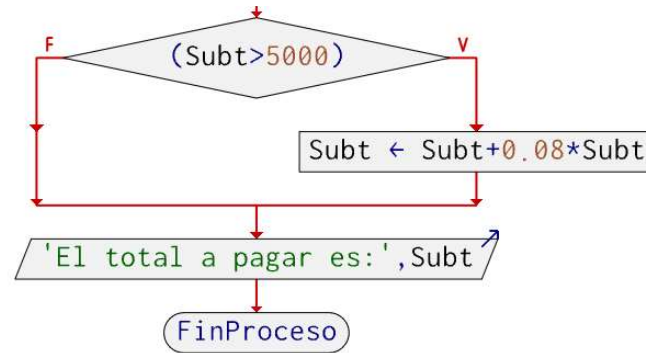 F
(Subt>5000)
V
Subt ← Subt+0.08*Subt
'El total a pagar es:',Subt
FinProceso